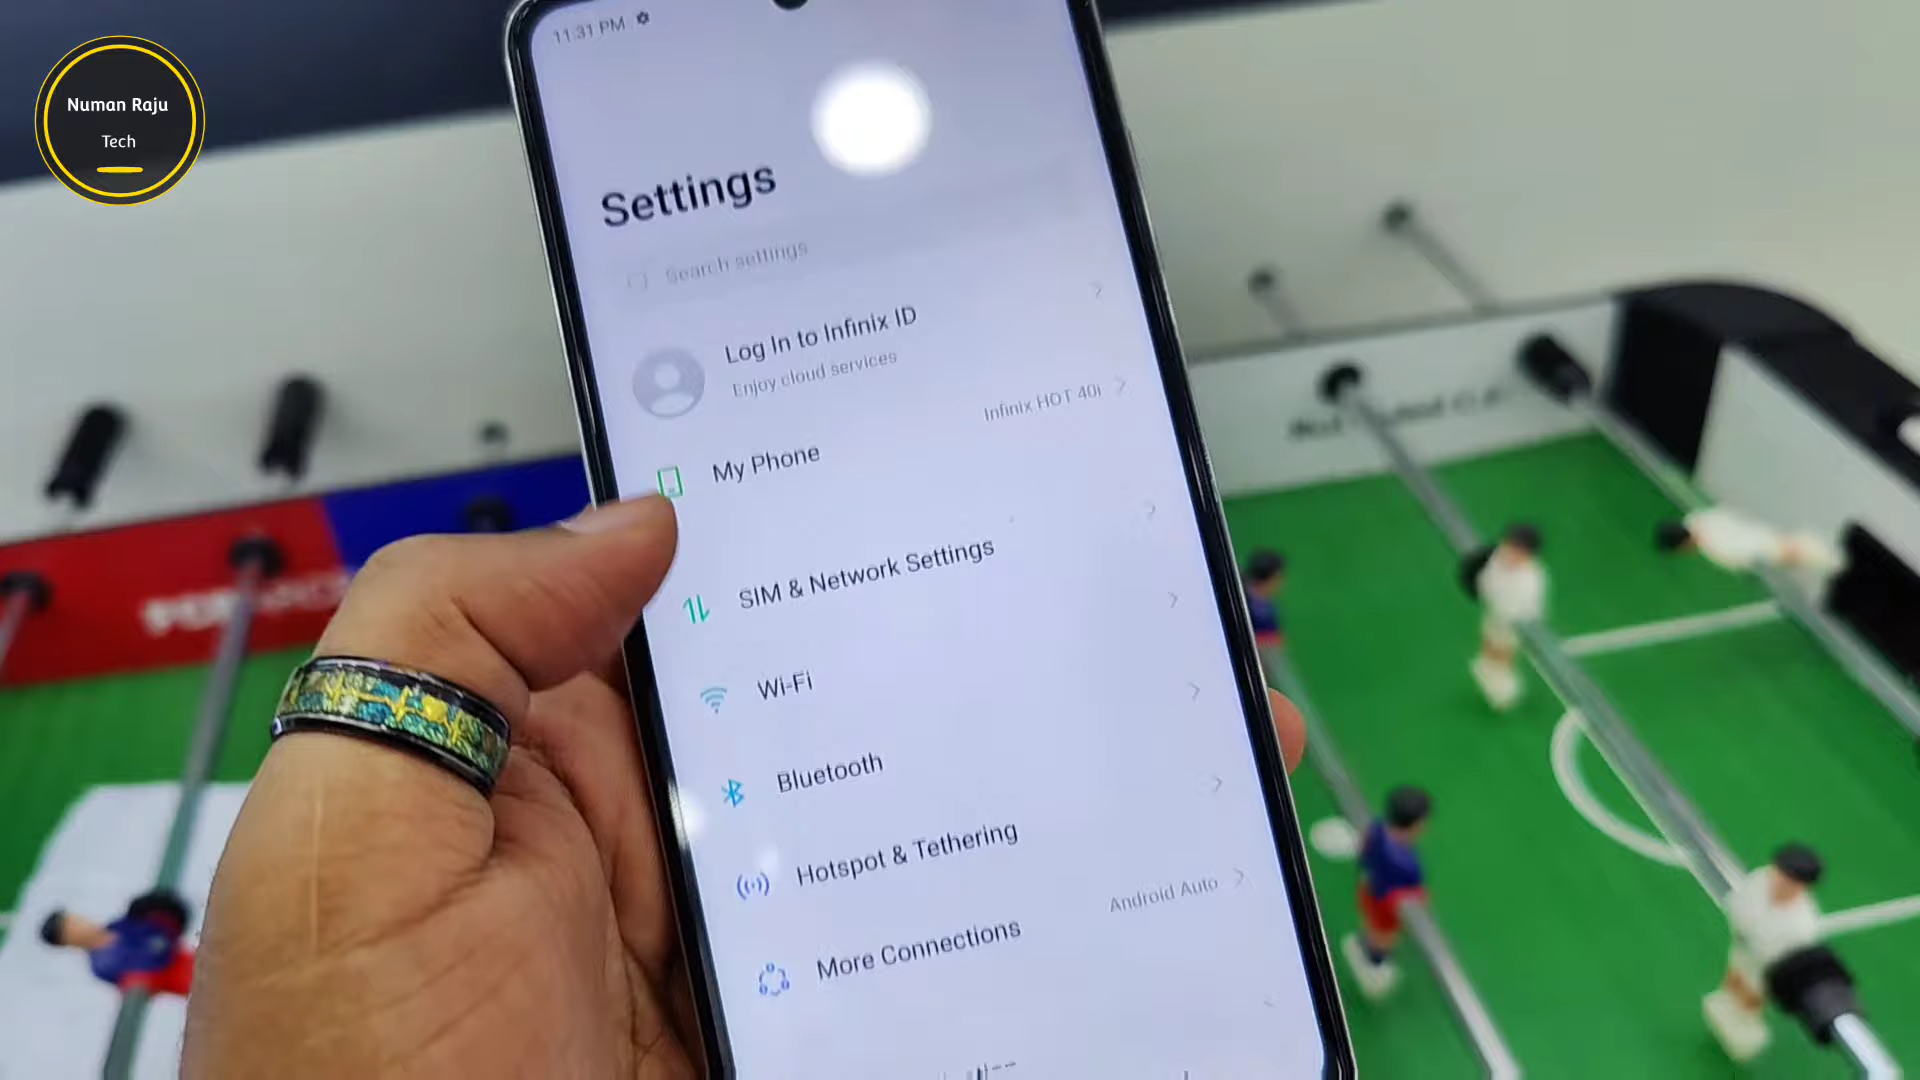 Numan Raju
Tech
11:31 PM
Settings
Search settings
Log In to Infinix ID
Enjoy cloud services
My Phone
Infinix HOT 40i
SIM & Network Settings
Wi-Fi
Bluetooth
Hotspot & Tethering
More Connections
Android Auto